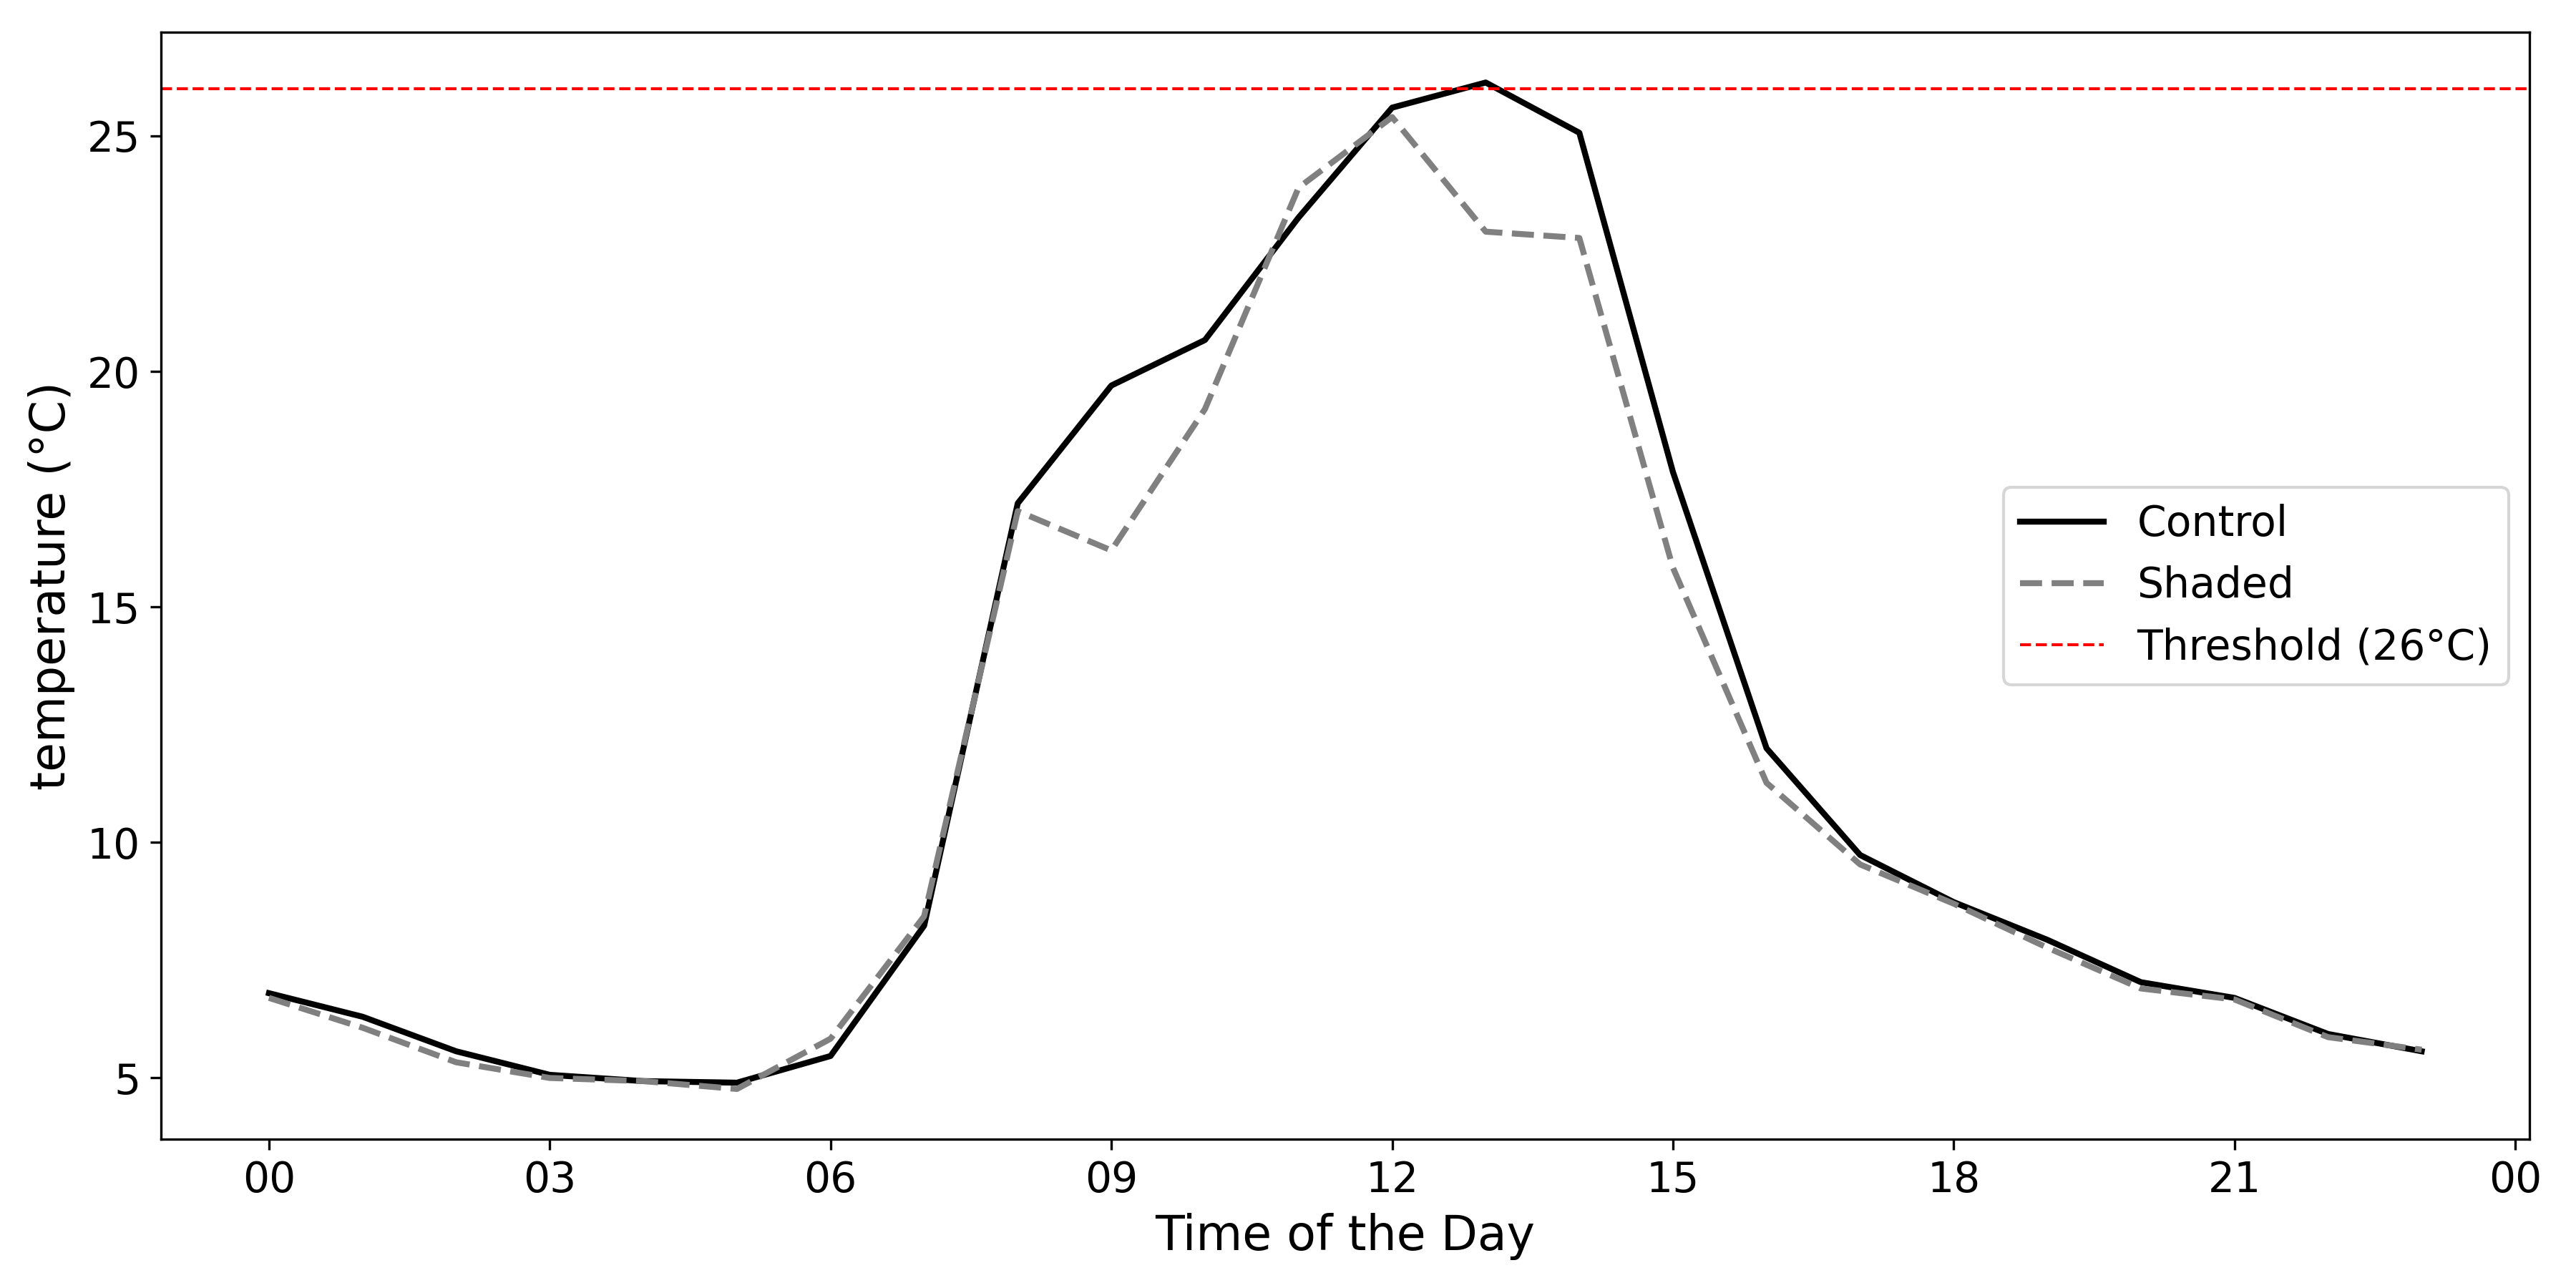 25
20
15
10
5
temperature (°C)
Control
Shaded
Threshold (26°C)
00 03 06 09 12 15 18 21 00
Time of the Day